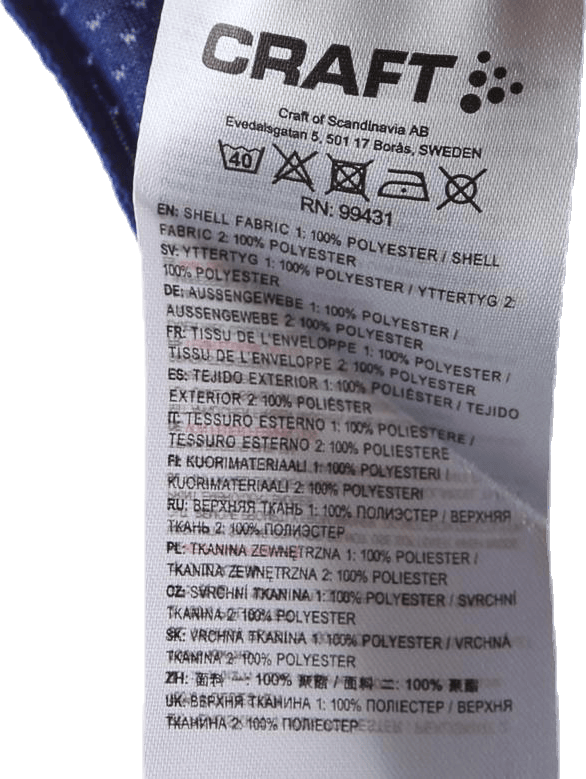 CRAFT
Craft of Scandinavia AB
Evedalsgatan 5, 501 17 Borås, SWEDEN
40
RN: 99431
EN: SHELL FABRIC 1: 100% POLYESTER / SHELL
FABRIC 2: 100% POLYESTER
SV: YTTERTYG 1: 100% POLYESTER / YTTERTYG 2:
100% POLYESTER
DE: AUSSENGEWEBE 1: 100% POLYESTER /
AUSSENGEWEBE 2: 100% POLYESTER
FR: TISSU DE L'ENVELOPPE 1: 100% POLYESTER /
TISSU DE L'ENVELOPPE 2: 100% POLYESTER
ES: TEJIDO EXTERIOR 1: 100% POLIÉSTER / TEJIDO
EXTERIOR 2: 100% POLIÉSTER
IT: TESSURO ESTERNO 1: 100% POLIESTERE /
TESSURO ESTERNO 2: 100% POLIESTERE
FI: KUORIMATERIAALI 1: 100% POLYESTERI /
KUORIMATERIAALI 2: 100% POLYESTERI
RU: ВЕРХНЯЯ ТКАНЬ 1: 100% ПОЛИЭСТЕР / ВЕРХНЯЯ
ТКАНЬ 2: 100% ПОЛИЭСТЕР
PL: TKANINA ZEWNĘTRZNA 1: 100% POLIESTER /
TKANINA ZEWNĘTRZNA 2: 100% POLIESTER
CZ: SVRCHNÍ TKANINA 1: 100% POLYESTER / SVRCHNÍ
TKANINA 2: 100% POLYESTER
SK: VRCHNÁ TKANINA 1: 100% POLYESTER / VRCHNÁ
TKANINA 2: 100% POLYESTER
ZH: 面料 一: 100% 聚酯 / 面料 二: 100% 聚酯
UK: ВЕРХНЯ ТКАНИНА 1: 100% ПОЛІЕСТЕР / ВЕРХНЯ
ТКАНИНА 2: 100% ПОЛІЕСТЕР